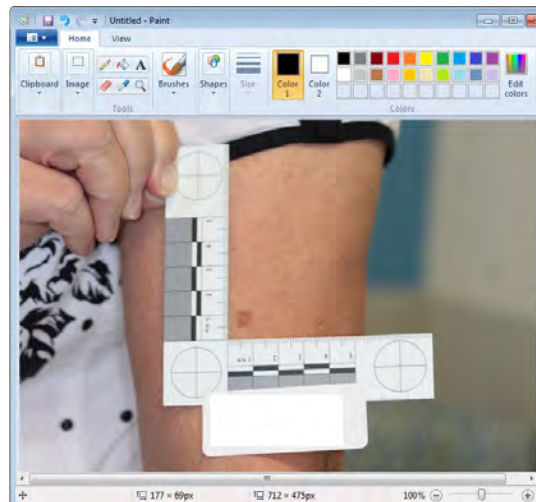 Untitled - Paint
Home View
Clipboard
Image
Tools
Brushes
Shapes
Size
Color 1
Color 2
Edit colors
Colors
177 × 69px
712 × 475px
100%